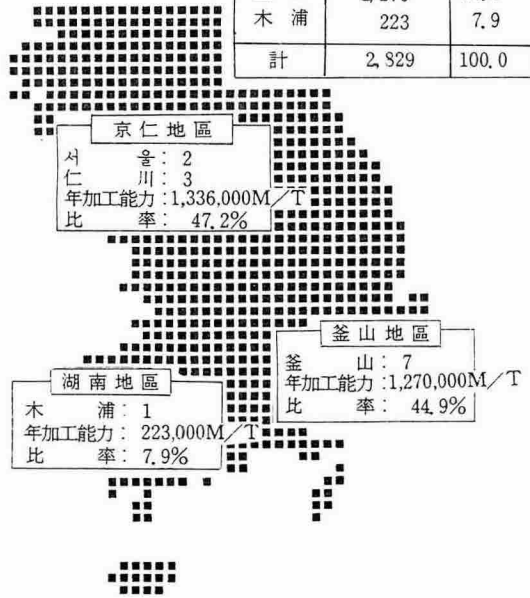 木浦 223 7.9
計 2,829 100.0
京仁地區
서울: 2
仁川: 3
年加工能力: 1,336,000M/T
比率: 47.2%
釜山地區
釜山: 7
年加工能力: 1,270,000M/T
比率: 44.9%
湖南地區
木浦: 1
年加工能力: 223,000M/T
比率: 7.9%